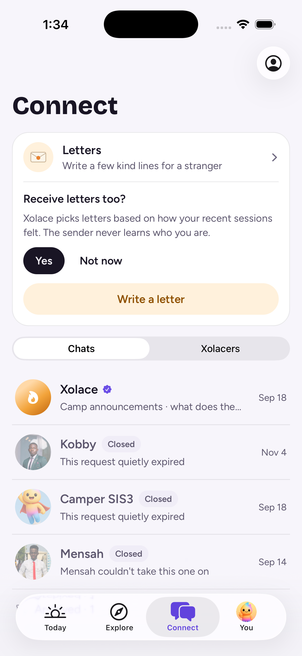 1:34
Connect
Letters
Write a few kind lines for a stranger
Receive letters too?
Xolace picks letters based on how your recent sessions
felt. The sender never learns who you are.
Yes Not now
Write a letter
Chats Xolacers
Xolace
Sep 18
Camp announcements · what does the...
Kobby Closed
Nov 4
This request quietly expired
Camper SIS3 Closed
Sep 18
This request quietly expired
Mensah Closed
Sep 14
Mensah couldn't take this one on
Today Explore Connect You